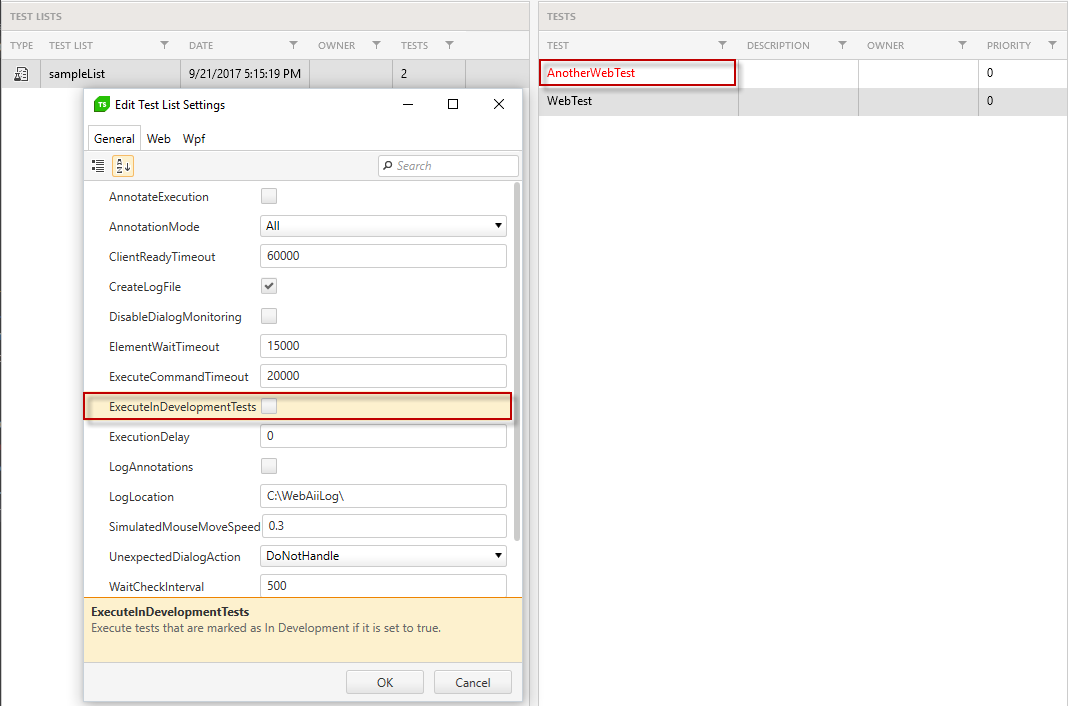 TEST LISTS
TYPE TEST LIST DATE OWNER TESTS
sampleList 9/21/2017 5:15:19 PM 2
TS Edit Test List Settings
General Web Wpf
Search
AnnotateExecution
AnnotationMode All
ClientReadyTimeout 60000
CreateLogFile
DisableDialogMonitoring
ElementWaitTimeout 15000
ExecuteCommandTimeout 20000
ExecuteInDevelopmentTests
ExecutionDelay 0
LogAnnotations
LogLocation C:\WebAiiLog\
SimulatedMouseMoveSpeed 0.3
UnexpectedDialogAction DoNotHandle
WaitCheckInterval 500
ExecuteInDevelopmentTests
Execute tests that are marked as In Development if it is set to true.
OK Cancel
TESTS
TEST DESCRIPTION OWNER PRIORITY
AnotherWebTest 0
WebTest 0